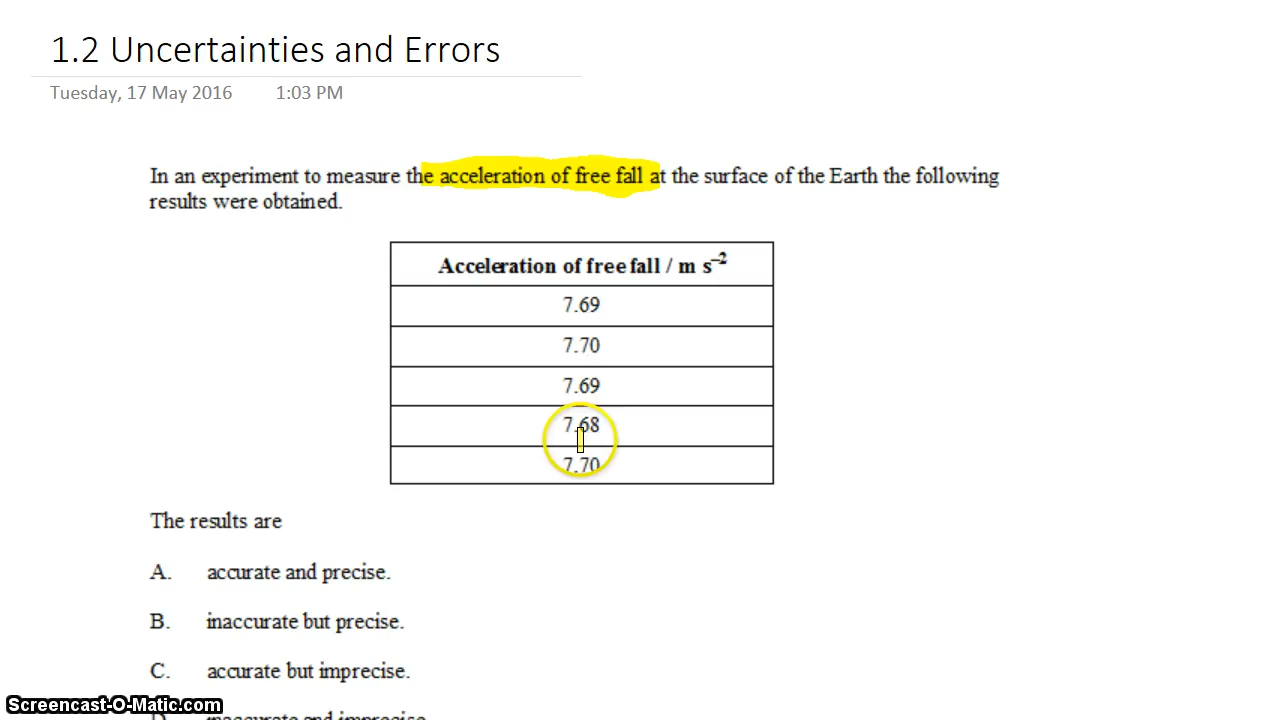 1.2 Uncertainties and Errors
Tuesday, 17 May 2016 1:03 PM
In an experiment to measure the acceleration of free fall at the surface of the Earth the following
results were obtained.
Acceleration of free fall / m s⁻²
7.69
7.70
7.69
7.68
7.70
The results are
A. accurate and precise.
B. inaccurate but precise.
C. accurate but imprecise.
D. inaccurate and imprecise.
Screencast-O-Matic.com